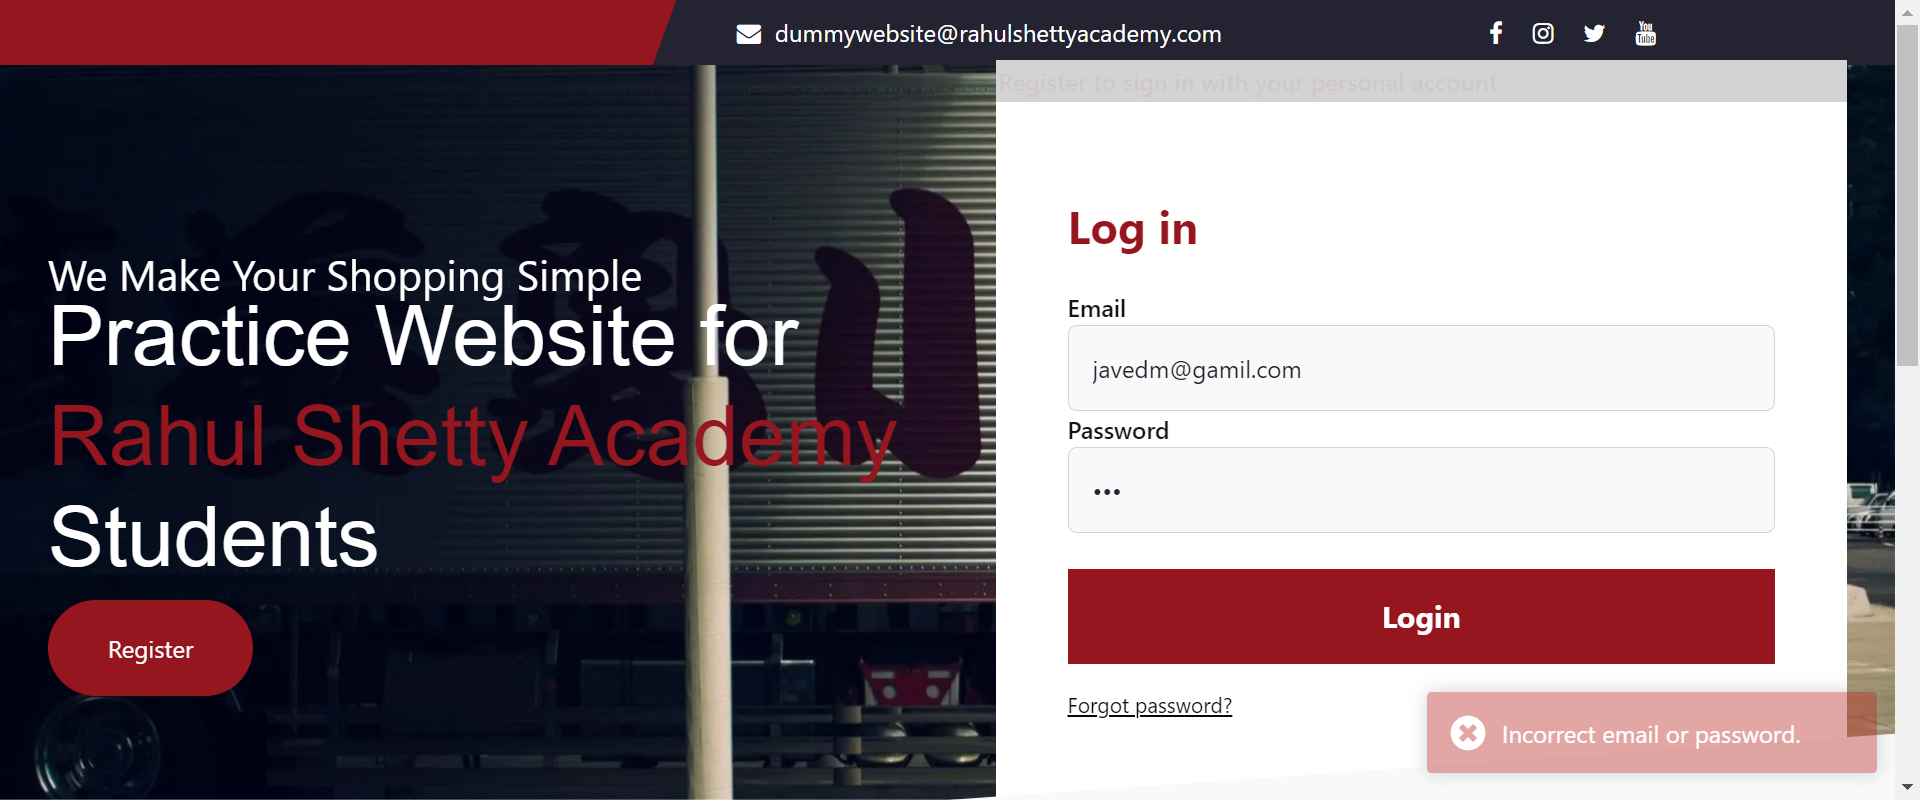 dummywebsite@rahulshettyacademy.com
You
Tube
Register to sign in with your personal account
We Make Your Shopping Simple
Practice Website for
Rahul Shetty Academy
Students
Register
Log in
Email
javedm@gamil.com
Password
•••
Login
Forgot password?
Incorrect email or password.